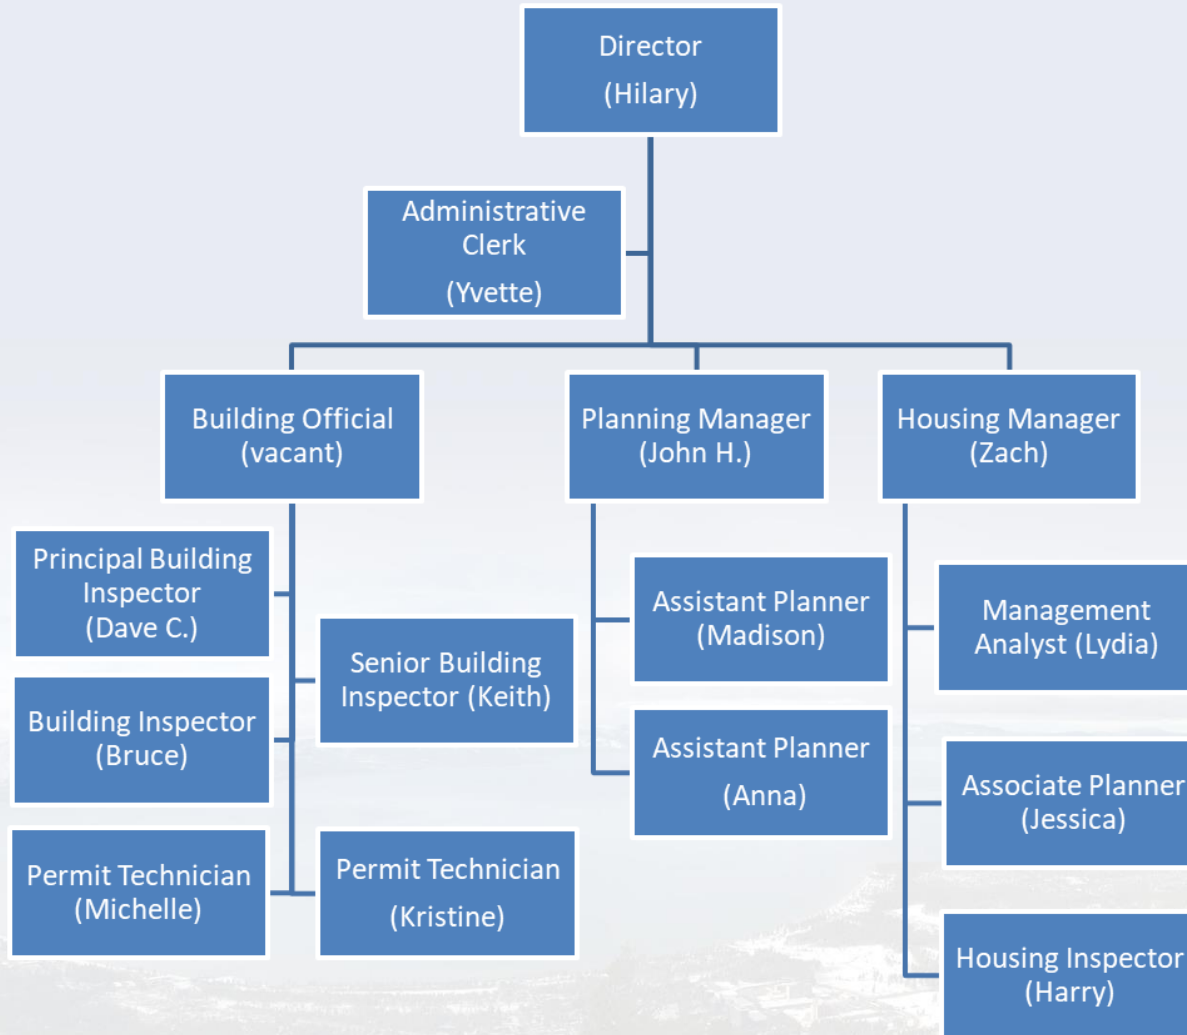 Director
(Hilary)
Administrative
Clerk
(Yvette)
Building Official
(vacant)
Planning Manager
(John H.)
Housing Manager
(Zach)
Principal Building
Inspector
(Dave C.)
Senior Building
Inspector (Keith)
Building Inspector
(Bruce)
Permit Technician
(Michelle)
Permit Technician
(Kristine)
Assistant Planner
(Madison)
Assistant Planner
(Anna)
Management
Analyst (Lydia)
Associate Planner
(Jessica)
Housing Inspector
(Harry)